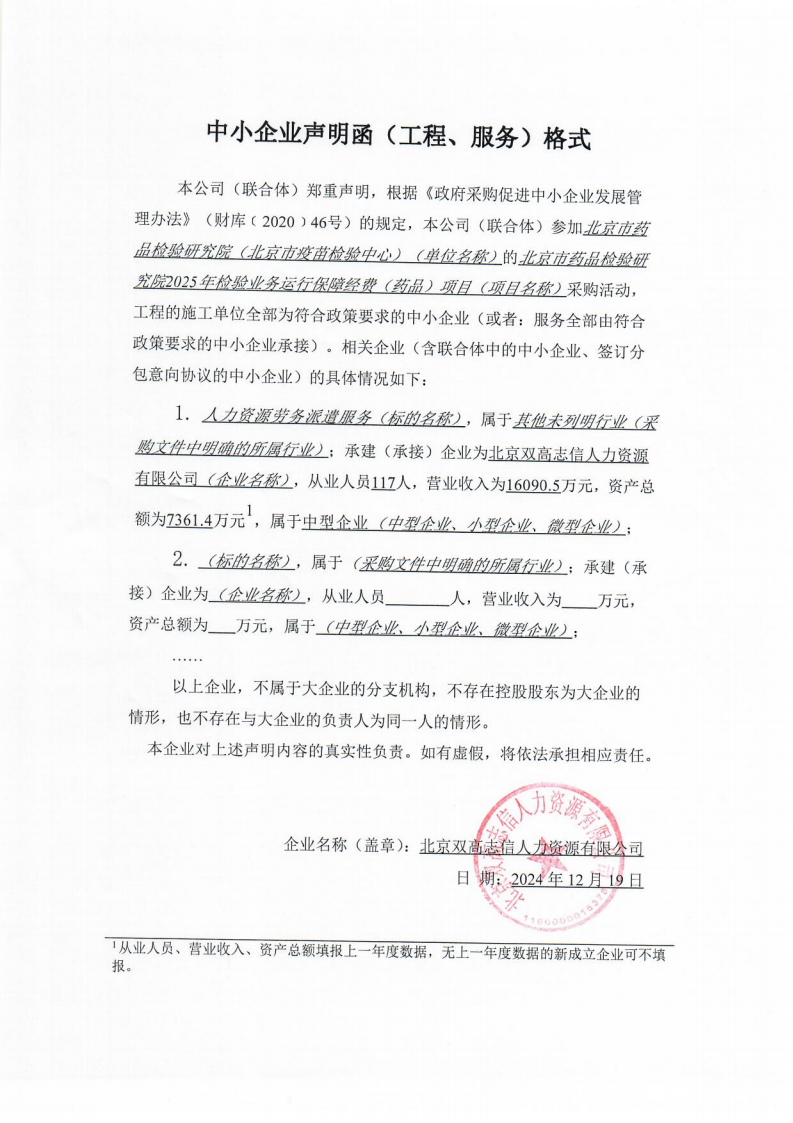 中小企业声明函（工程、服务）格式
本公司（联合体）郑重声明，根据《政府采购促进中小企业发展管
理办法》（财库﹝2020﹞46号）的规定，本公司（联合体）参加北京市药
品检验研究院（北京市疫苗检验中心）（单位名称）的北京市药品检验研
究院2025年检验业务运行保障经费（药品）项目（项目名称）采购活动，
工程的施工单位全部为符合政策要求的中小企业（或者：服务全部由符合
政策要求的中小企业承接）。相关企业（含联合体中的中小企业、签订分
包意向协议的中小企业）的具体情况如下：
1. 人力资源劳务派遣服务（标的名称），属于其他未列明行业（采
购文件中明确的所属行业）；承建（承接）企业为北京双高志信人力资源
有限公司（企业名称），从业人员117人，营业收入为16090.5万元，资产总
额为7361.4万元1，属于中型企业（中型企业、小型企业、微型企业）；
2. （标的名称），属于（采购文件中明确的所属行业）；承建（承
接）企业为（企业名称），从业人员______人，营业收入为____万元，
资产总额为___万元，属于（中型企业、小型企业、微型企业）；
……
以上企业，不属于大企业的分支机构，不存在控股股东为大企业的
情形，也不存在与大企业的负责人为同一人的情形。
本企业对上述声明内容的真实性负责。如有虚假，将依法承担相应责任。
企业名称（盖章）：北京双高志信人力资源有限公司
日 期：2024年12月19日
北京双高志信人力资源有限公司
1从业人员、营业收入、资产总额填报上一年度数据，无上一年度数据的新成立企业可不填
报。